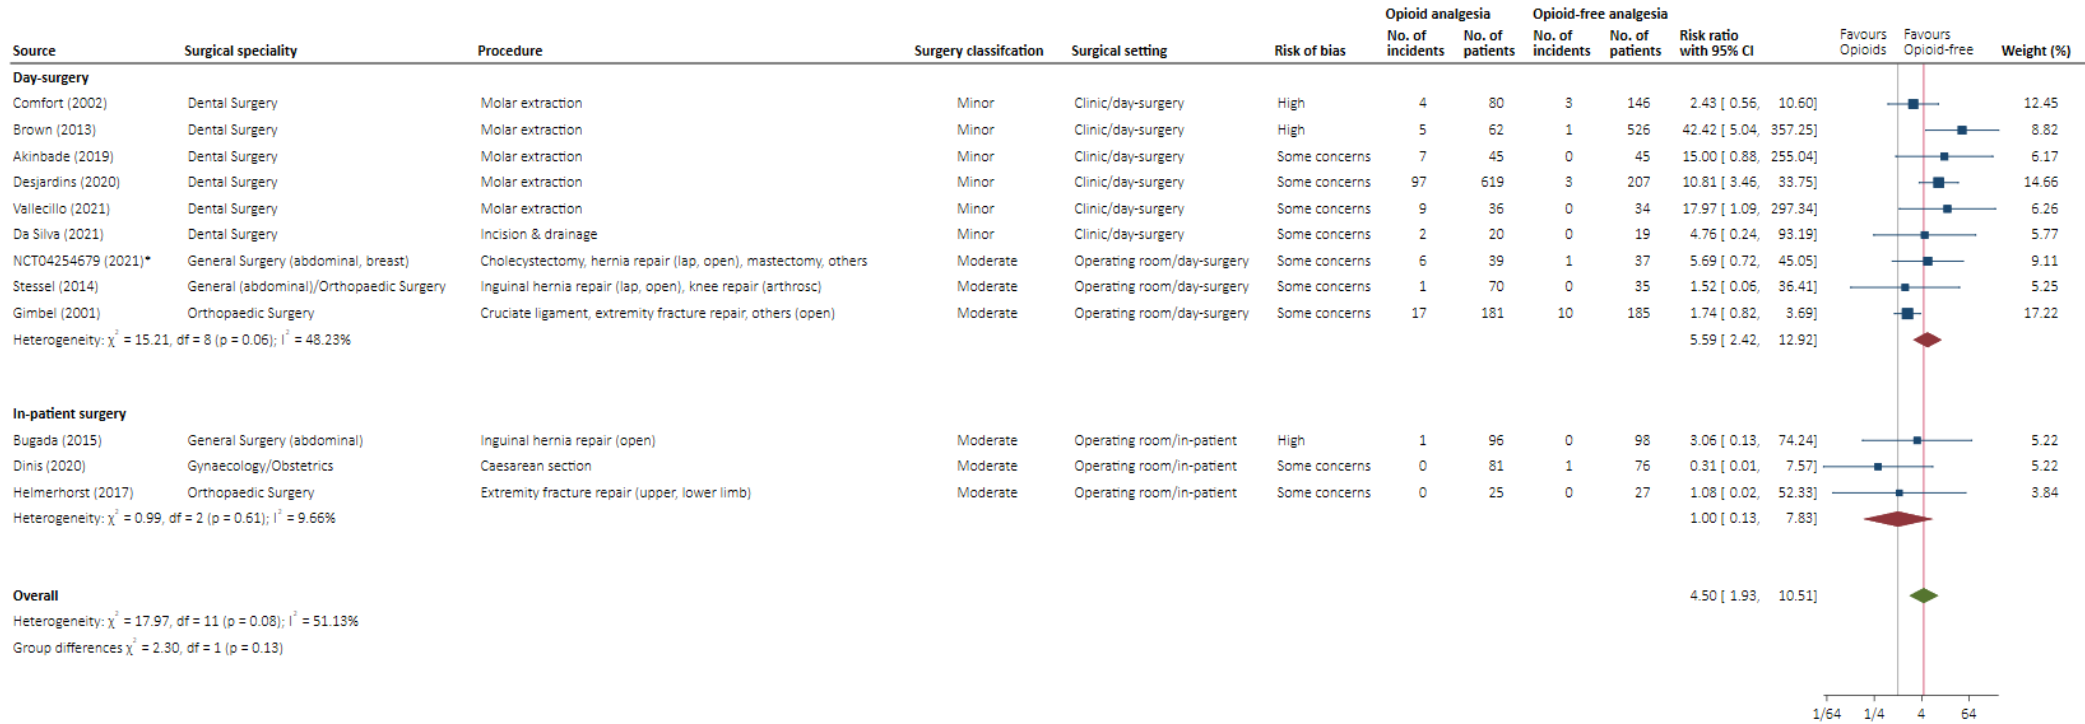 Opioid analgesia Opioid-free analgesia
Source Surgical speciality Procedure Surgery classifcation Surgical setting Risk of bias No. of incidents No. of patients No. of incidents No. of patients Risk ratio with 95% CI Favours Opioids Favours Opioid-free Weight (%)
Day-surgery
Comfort (2002) Dental Surgery Molar extraction Minor Clinic/day-surgery High 4 80 3 146 2.43 [ 0.56, 10.60] 12.45
Brown (2013) Dental Surgery Molar extraction Minor Clinic/day-surgery High 5 62 1 526 42.42 [ 5.04, 357.25] 8.82
Akinbade (2019) Dental Surgery Molar extraction Minor Clinic/day-surgery Some concerns 7 45 0 45 15.00 [ 0.88, 255.04] 6.17
Desjardins (2020) Dental Surgery Molar extraction Minor Clinic/day-surgery Some concerns 97 619 3 207 10.81 [ 3.46, 33.75] 14.66
Vallecillo (2021) Dental Surgery Molar extraction Minor Clinic/day-surgery Some concerns 9 36 0 34 17.97 [ 1.09, 297.34] 6.26
Da Silva (2021) Dental Surgery Incision & drainage Minor Clinic/day-surgery Some concerns 2 20 0 19 4.76 [ 0.24, 93.19] 5.77
NCT04254679 (2021)* General Surgery (abdominal, breast) Cholecystectomy, hernia repair (lap, open), mastectomy, others Moderate Operating room/day-surgery Some concerns 6 39 1 37 5.69 [ 0.72, 45.05] 9.11
Stessel (2014) General (abdominal)/Orthopaedic Surgery Inguinal hernia repair (lap, open), knee repair (arthrosc) Moderate Operating room/day-surgery Some concerns 1 70 0 35 1.52 [ 0.06, 36.41] 5.25
Gimbel (2001) Orthopaedic Surgery Cruciate ligament, extremity fracture repair, others (open) Moderate Operating room/day-surgery Some concerns 17 181 10 185 1.74 [ 0.82, 3.69] 17.22
Heterogeneity: χ² = 15.21, df = 8 (p = 0.06); I² = 48.23% 5.59 [ 2.42, 12.92]
In-patient surgery
Bugada (2015) General Surgery (abdominal) Inguinal hernia repair (open) Moderate Operating room/in-patient High 1 96 0 98 3.06 [ 0.13, 74.24] 5.22
Dinis (2020) Gynaecology/Obstetrics Caesarean section Moderate Operating room/in-patient Some concerns 0 81 1 76 0.31 [ 0.01, 7.57] 5.22
Helmerhorst (2017) Orthopaedic Surgery Extremity fracture repair (upper, lower limb) Moderate Operating room/in-patient Some concerns 0 25 0 27 1.08 [ 0.02, 52.33] 3.84
Heterogeneity: χ² = 0.99, df = 2 (p = 0.61); I² = 9.66% 1.00 [ 0.13, 7.83]
Overall 4.50 [ 1.93, 10.51]
Heterogeneity: χ² = 17.97, df = 11 (p = 0.08); I² = 51.13%
Group differences χ² = 2.30, df = 1 (p = 0.13)
1/64 1/4 4 64